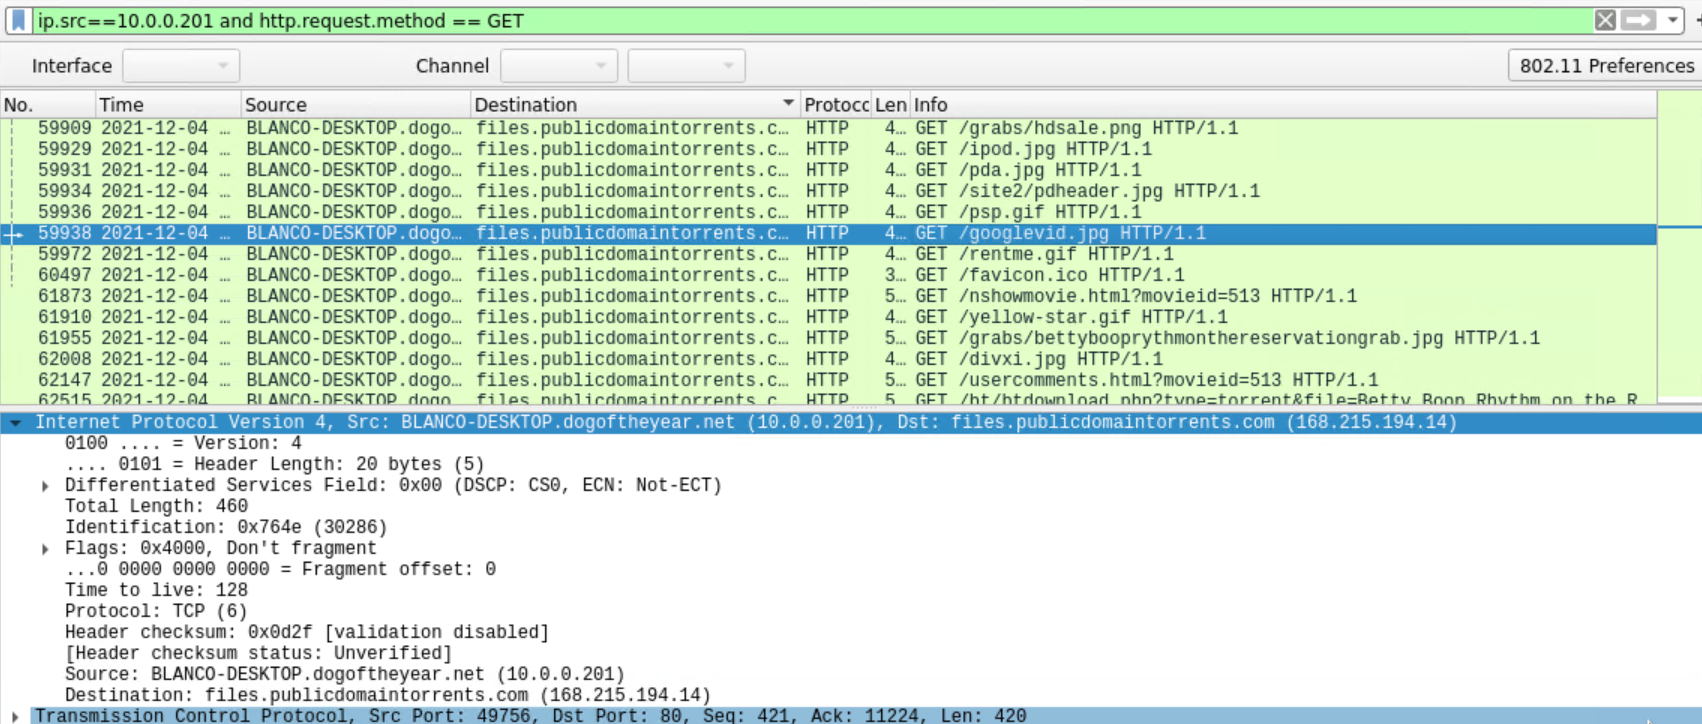 ip.src==10.0.0.201 and http.request.method == GET
Interface Channel 802.11 Preferences
No. Time Source Destination Protocc Len Info
59909 2021-12-04 … BLANCO-DESKTOP.dogo… files.publicdomaintorrents.c… HTTP 4… GET /grabs/hdsale.png HTTP/1.1
59929 2021-12-04 … BLANCO-DESKTOP.dogo… files.publicdomaintorrents.c… HTTP 4… GET /ipod.jpg HTTP/1.1
59931 2021-12-04 … BLANCO-DESKTOP.dogo… files.publicdomaintorrents.c… HTTP 4… GET /pda.jpg HTTP/1.1
59934 2021-12-04 … BLANCO-DESKTOP.dogo… files.publicdomaintorrents.c… HTTP 4… GET /site2/pdheader.jpg HTTP/1.1
59936 2021-12-04 … BLANCO-DESKTOP.dogo… files.publicdomaintorrents.c… HTTP 4… GET /psp.gif HTTP/1.1
59938 2021-12-04 … BLANCO-DESKTOP.dogo… files.publicdomaintorrents.c… HTTP 4… GET /googlevid.jpg HTTP/1.1
59972 2021-12-04 … BLANCO-DESKTOP.dogo… files.publicdomaintorrents.c… HTTP 4… GET /rentme.gif HTTP/1.1
60497 2021-12-04 … BLANCO-DESKTOP.dogo… files.publicdomaintorrents.c… HTTP 3… GET /favicon.ico HTTP/1.1
61873 2021-12-04 … BLANCO-DESKTOP.dogo… files.publicdomaintorrents.c… HTTP 5… GET /nshowmovie.html?movieid=513 HTTP/1.1
61910 2021-12-04 … BLANCO-DESKTOP.dogo… files.publicdomaintorrents.c… HTTP 4… GET /yellow-star.gif HTTP/1.1
61955 2021-12-04 … BLANCO-DESKTOP.dogo… files.publicdomaintorrents.c… HTTP 5… GET /grabs/bettybooprythmonthereservationgrab.jpg HTTP/1.1
62008 2021-12-04 … BLANCO-DESKTOP.dogo… files.publicdomaintorrents.c… HTTP 4… GET /divxi.jpg HTTP/1.1
62147 2021-12-04 … BLANCO-DESKTOP.dogo… files.publicdomaintorrents.c… HTTP 5… GET /usercomments.html?movieid=513 HTTP/1.1
62515 2021-12-04 … BLANCO-DESKTOP.dogo… files.publicdomaintorrents.c… HTTP 5… GET /bt/btdownload.php?type=torrent&file=Betty_Boop_Rhythm_on_the_R
Internet Protocol Version 4, Src: BLANCO-DESKTOP.dogoftheyear.net (10.0.0.201), Dst: files.publicdomaintorrents.com (168.215.194.14)
0100 .... = Version: 4
.... 0101 = Header Length: 20 bytes (5)
Differentiated Services Field: 0x00 (DSCP: CS0, ECN: Not-ECT)
Total Length: 460
Identification: 0x764e (30286)
Flags: 0x4000, Don't fragment
...0 0000 0000 0000 = Fragment offset: 0
Time to live: 128
Protocol: TCP (6)
Header checksum: 0x0d2f [validation disabled]
[Header checksum status: Unverified]
Source: BLANCO-DESKTOP.dogoftheyear.net (10.0.0.201)
Destination: files.publicdomaintorrents.com (168.215.194.14)
Transmission Control Protocol, Src Port: 49756, Dst Port: 80, Seq: 421, Ack: 11224, Len: 420